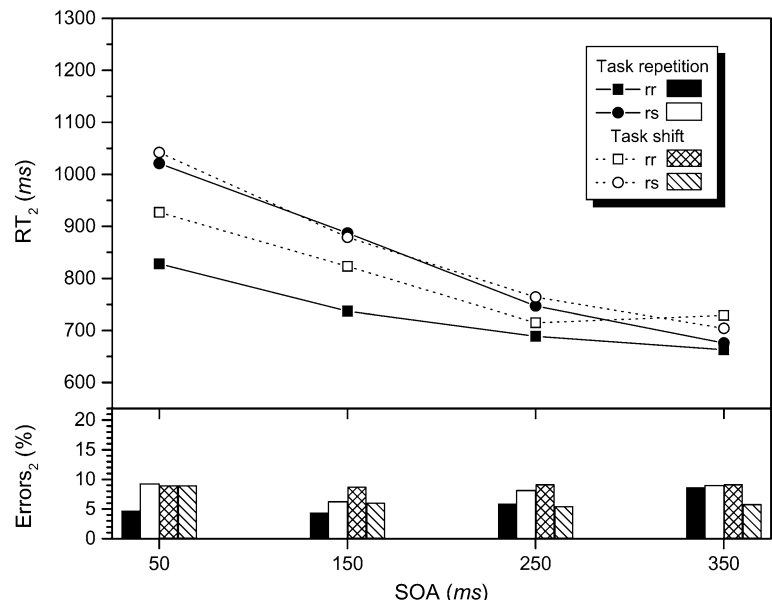 1300
1200
1100
1000
900
800
700
600
RT2 (ms)
Task repetition
rr
rs
Task shift
rr
rs
20
15
10
5
0
Errors2 (%)
50 150 250 350
SOA (ms)